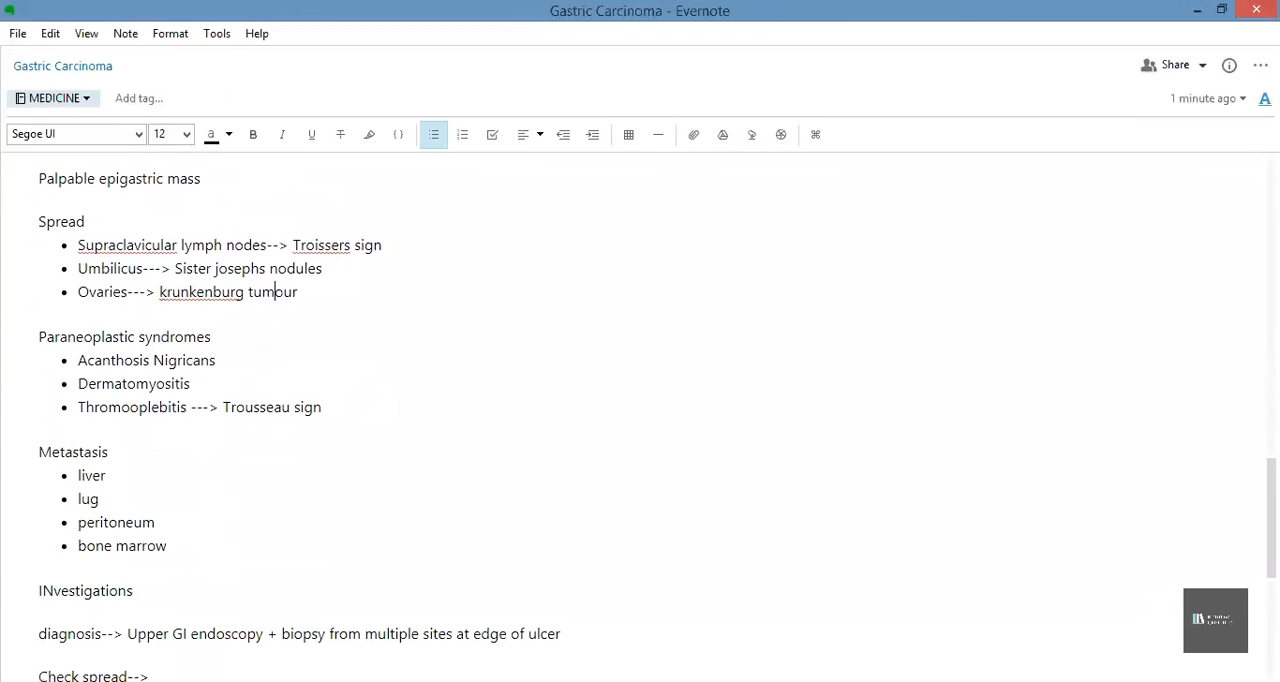 Gastric Carcinoma - Evernote
File Edit View Note Format Tools Help
Gastric Carcinoma
Share
MEDICINE
Add tag...
1 minute ago
Segoe UI
12
Palpable epigastric mass
Spread
Supraclavicular lymph nodes--> Troissers sign
Umbilicus---> Sister josephs nodules
Ovaries---> krunkenburg tumour
Paraneoplastic syndromes
Acanthosis Nigricans
Dermatomyositis
Thromooplebitis ---> Trousseau sign
Metastasis
liver
lug
peritoneum
bone marrow
INvestigations
diagnosis--> Upper GI endoscopy + biopsy from multiple sites at edge of ulcer
Check spread-->